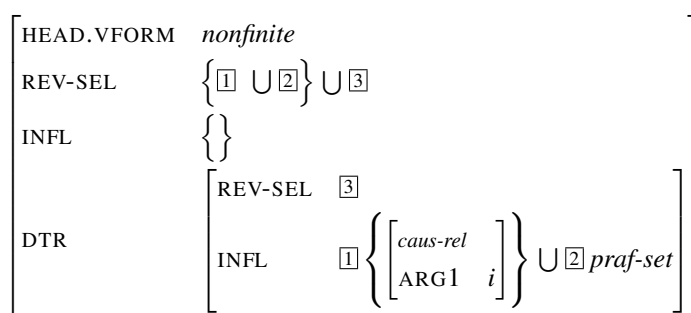 HEAD.VFORM nonfinite
REV-SEL {1 ∪ 2} ∪ 3
INFL {}
DTR [REV-SEL 3
INFL 1 {[caus-rel
ARG1 i]} ∪ 2 praf-set]